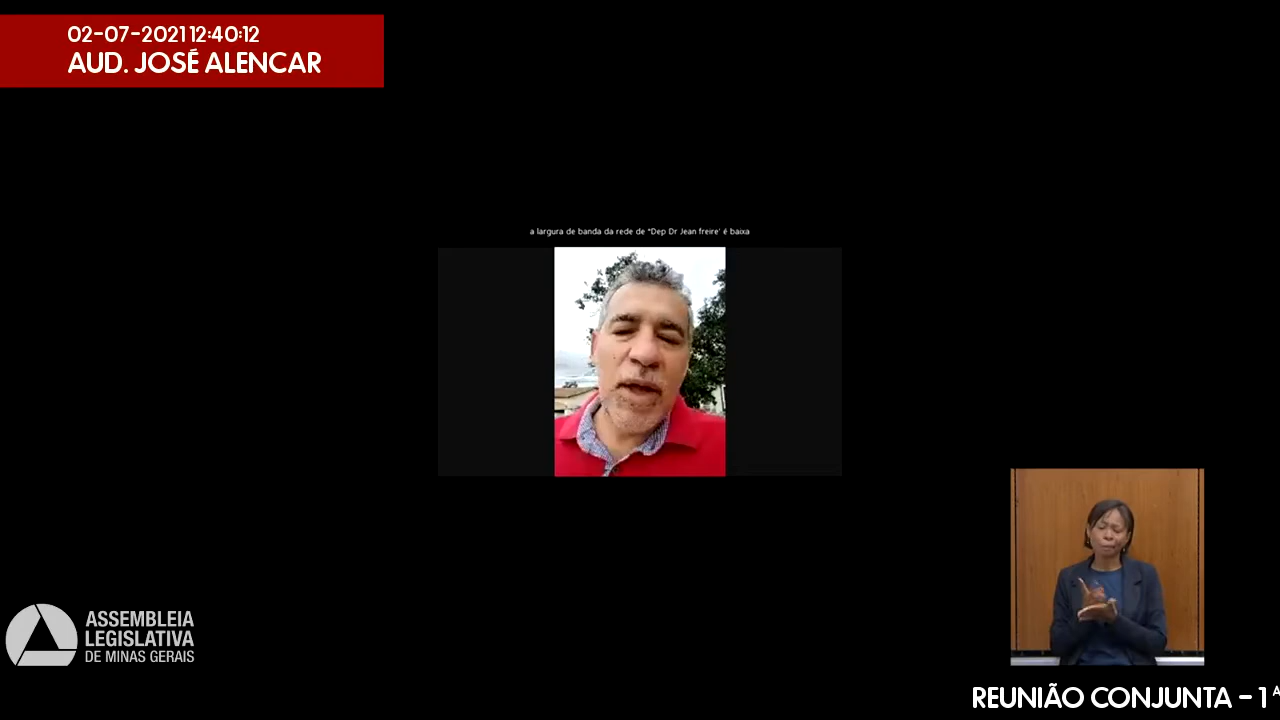 02-07-2021 12:40:12
AUD. JOSÉ ALENCAR
a largura de banda da rede de "Dep Dr Jean freire' é baixa
ASSEMBLEIA
LEGISLATIVA
DE MINAS GERAIS
REUNIÃO CONJUNTA - 1ª